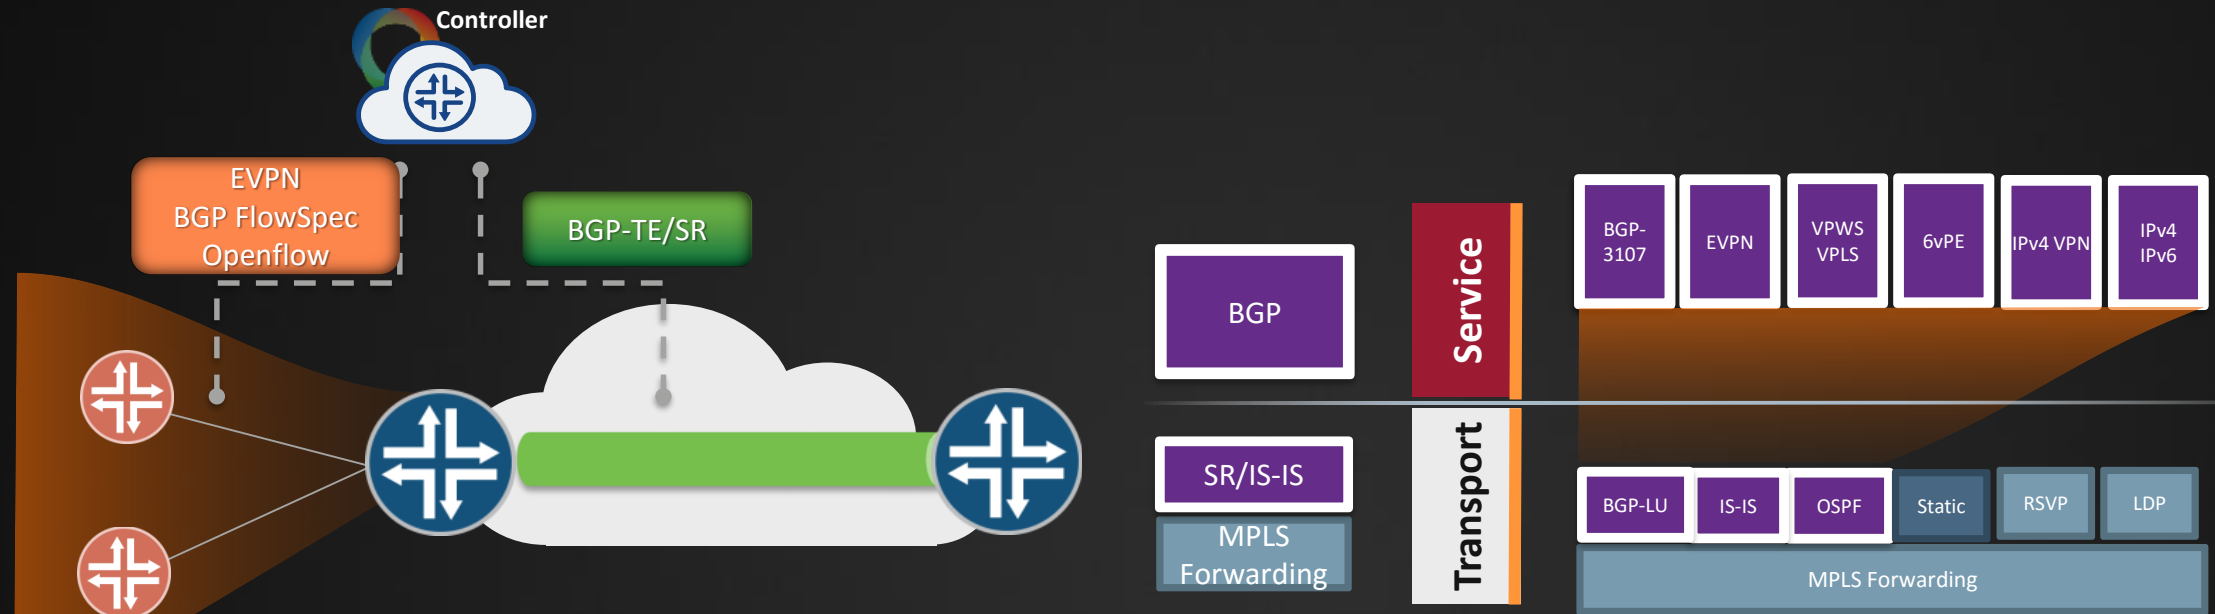 Controller
EVPN
BGP FlowSpec
Openflow
BGP-TE/SR
BGP
SR/IS-IS
MPLS
Forwarding
Service
Transport
BGP-
3107
EVPN
VPWS
VPLS
6vPE
IPv4 VPN
IPv4
IPv6
BGP-LU
IS-IS
OSPF
Static
RSVP
LDP
MPLS Forwarding